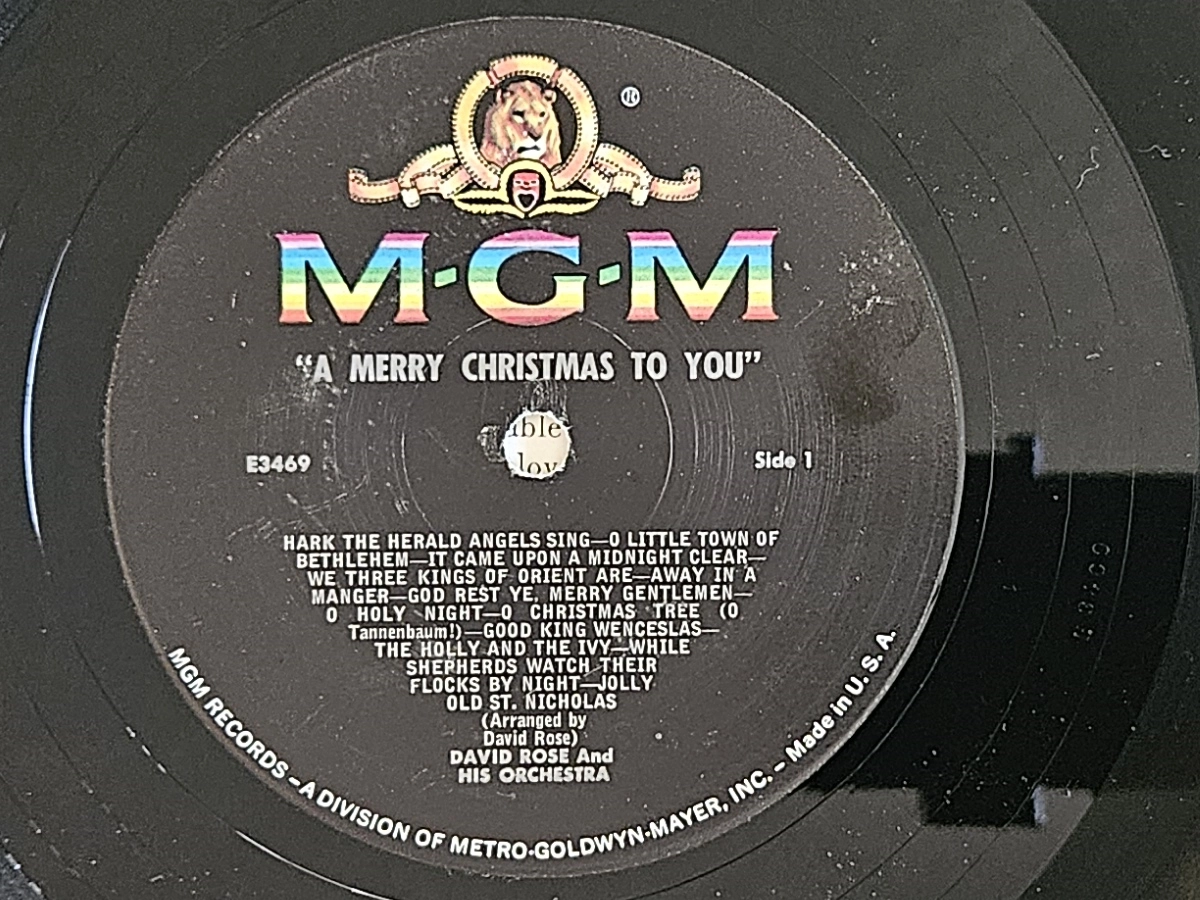 ®
M·G·M
“A MERRY CHRISTMAS TO YOU”
ible
lov
E3469
Side 1
HARK THE HERALD ANGELS SING—O LITTLE TOWN OF
BETHLEHEM—IT CAME UPON A MIDNIGHT CLEAR—
WE THREE KINGS OF ORIENT ARE—AWAY IN A
MANGER—GOD REST YE, MERRY GENTLEMEN—
O HOLY NIGHT—O CHRISTMAS TREE (O
Tannenbaum!)—GOOD KING WENCESLAS—
THE HOLLY AND THE IVY—WHILE
SHEPHERDS WATCH THEIR
FLOCKS BY NIGHT—JOLLY
OLD ST. NICHOLAS
(Arranged by
David Rose)
DAVID ROSE And
HIS ORCHESTRA
MGM RECORDS – A DIVISION OF METRO-GOLDWYN-MAYER, INC. – Made in U. S. A.